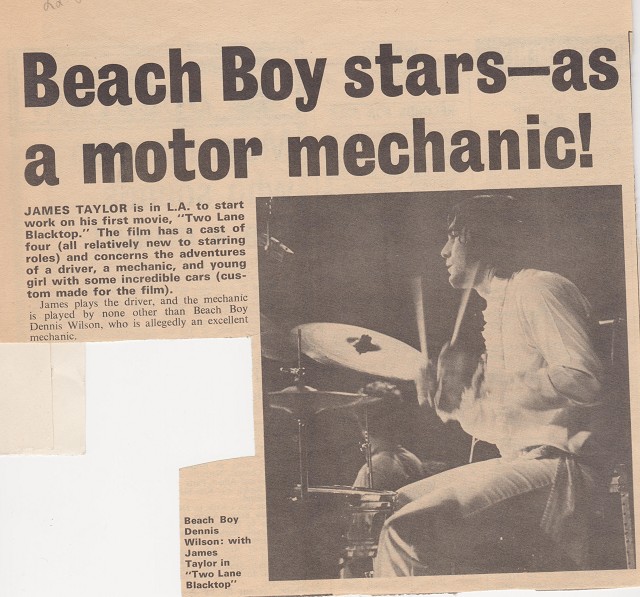 Beach Boy stars—as
a motor mechanic!
JAMES TAYLOR is in L.A. to start
work on his first movie, "Two Lane
Blacktop." The film has a cast of
four (all relatively new to starring
roles) and concerns the adventures
of a driver, a mechanic, and young
girl with some incredible cars (cus-
tom made for the film).
James plays the driver, and the mechanic
is played by none other than Beach Boy
Dennis Wilson, who is allegedly an excellent
mechanic.
Beach Boy
Dennis
Wilson: with
James
Taylor in
"Two Lane
Blacktop"